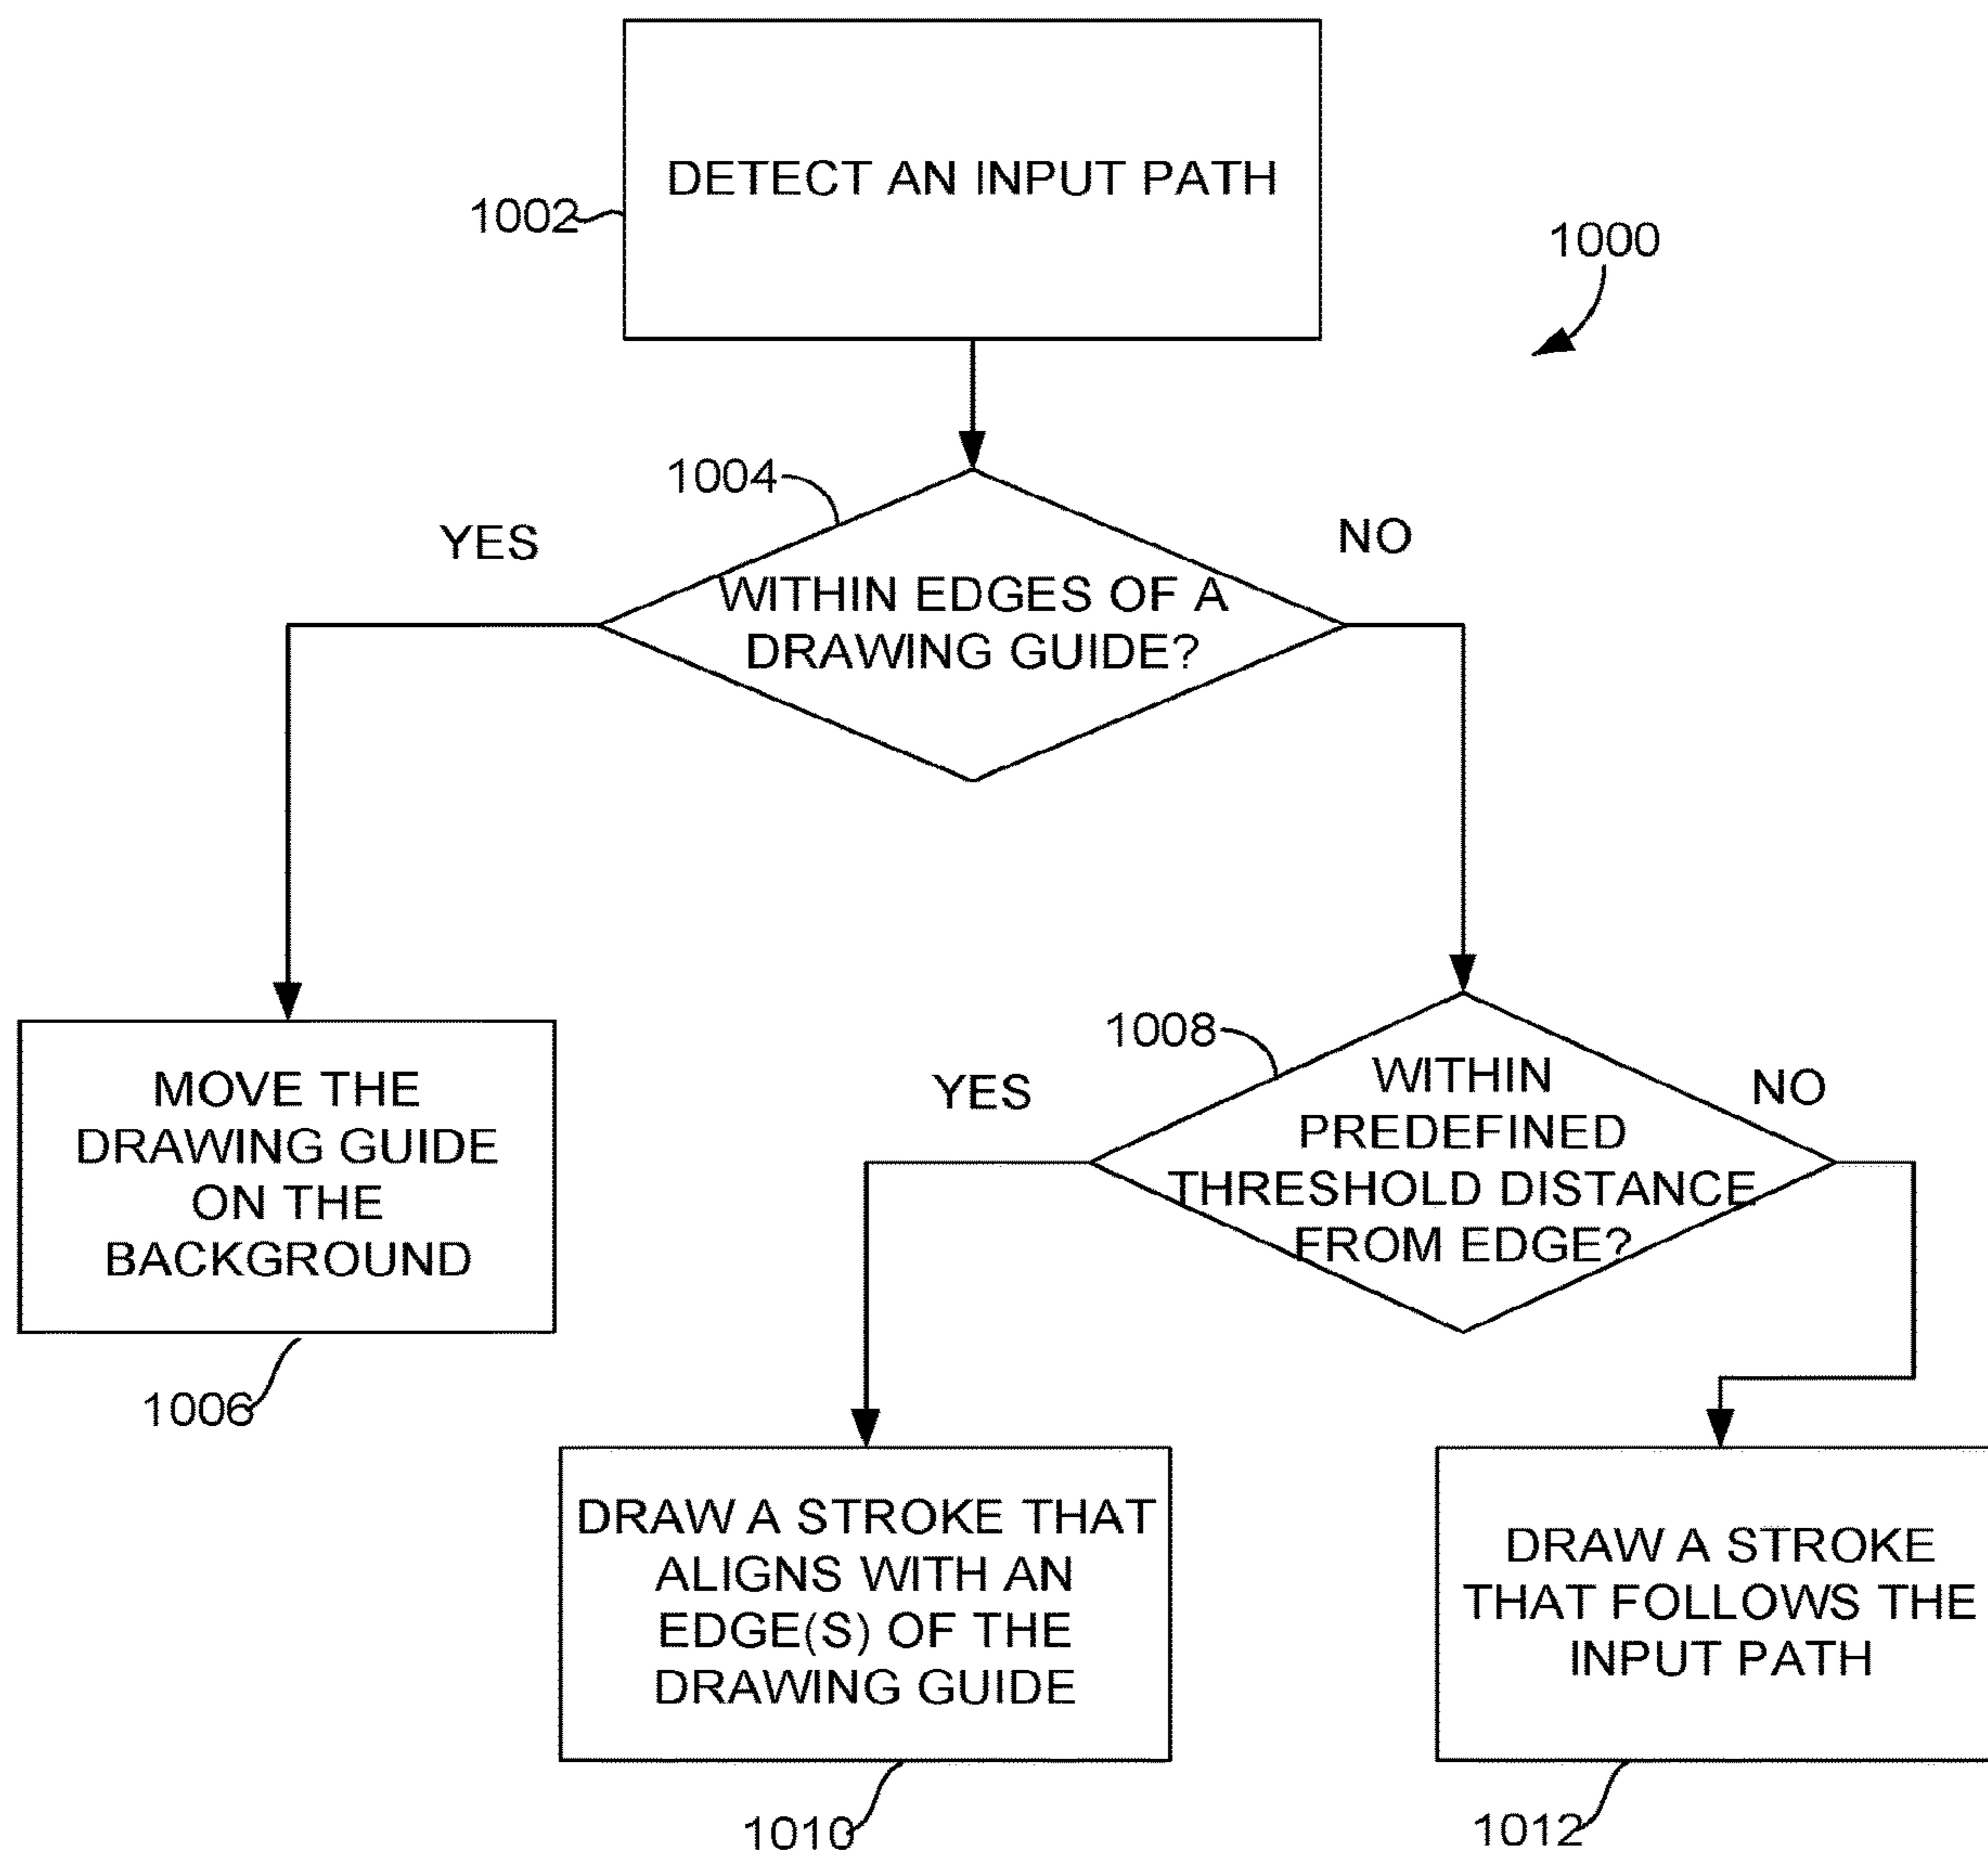 DETECT AN INPUT PATH
1002
1000
1004
YES
NO
WITHIN EDGES OF A
DRAWING GUIDE?
1008
YES
NO
WITHIN
PREDEFINED
THRESHOLD DISTANCE
FROM EDGE?
MOVE THE
DRAWING GUIDE
ON THE
BACKGROUND
1006
DRAW A STROKE THAT
ALIGNS WITH AN
EDGE(S) OF THE
DRAWING GUIDE
1010
DRAW A STROKE
THAT FOLLOWS THE
INPUT PATH
1012